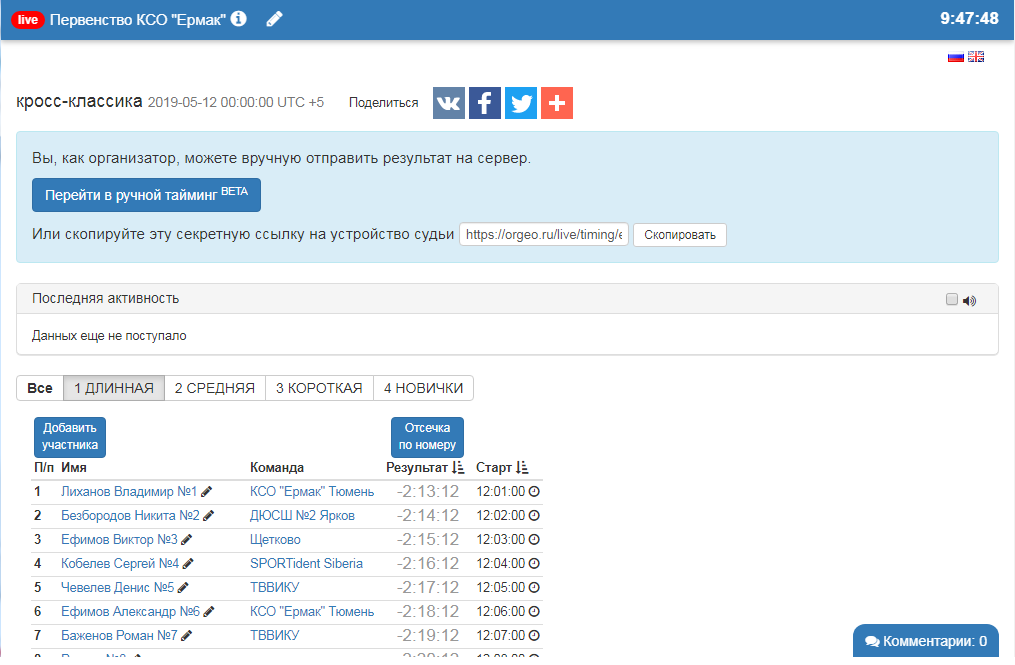 live Первенство КСО "Ермак" 9:47:48
кросс-классика 2019-05-12 00:00:00 UTC +5 Поделиться
Вы, как организатор, можете вручную отправить результат на сервер.
Перейти в ручной тайминг BETA
Или скопируйте эту секретную ссылку на устройство судьи https://orgeo.ru/live/timing/e Скопировать
Последняя активность
Данных еще не поступало
Все 1 ДЛИННАЯ 2 СРЕДНЯЯ 3 КОРОТКАЯ 4 НОВИЧКИ
Добавить участника Отсечка по номеру
П/п Имя Команда Результат Старт
1 Лиханов Владимир №1 КСО "Ермак" Тюмень -2:13:12 12:01:00
2 Безбородов Никита №2 ДЮСШ №2 Ярков -2:14:12 12:02:00
3 Ефимов Виктор №3 Щетково -2:15:12 12:03:00
4 Кобелев Сергей №4 SPORTident Siberia -2:16:12 12:04:00
5 Чевелев Денис №5 ТВВИКУ -2:17:12 12:05:00
6 Ефимов Александр №6 КСО "Ермак" Тюмень -2:18:12 12:06:00
7 Баженов Роман №7 ТВВИКУ -2:19:12 12:07:00
Комментарии: 0